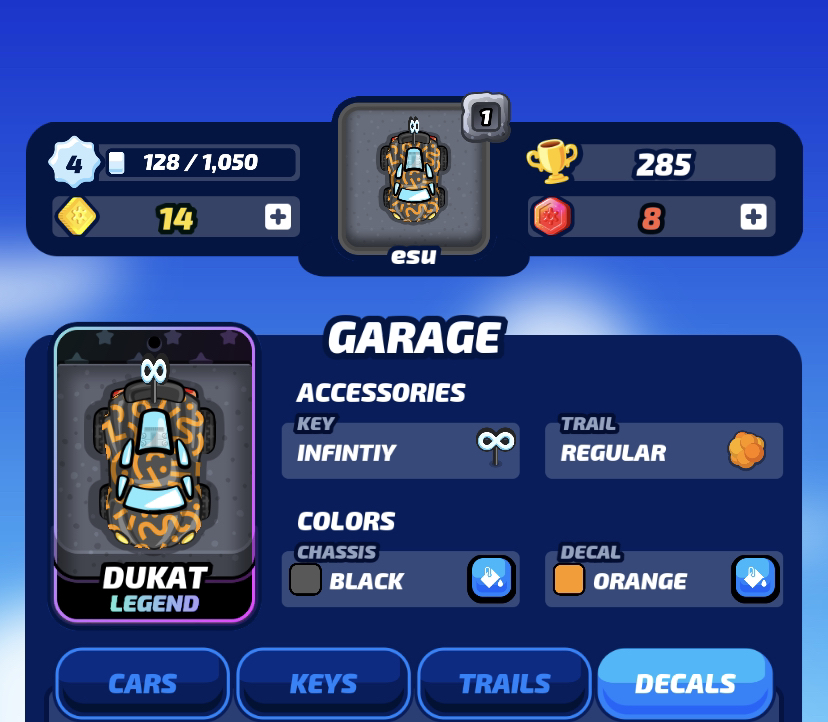 1
4
128 / 1,050
285
14
8
esu
GARAGE
ACCESSORIES
KEY
INFINTIY
TRAIL
REGULAR
COLORS
CHASSIS
BLACK
DECAL
ORANGE
DUKAT
LEGEND
CARS
KEYS
TRAILS
DECALS